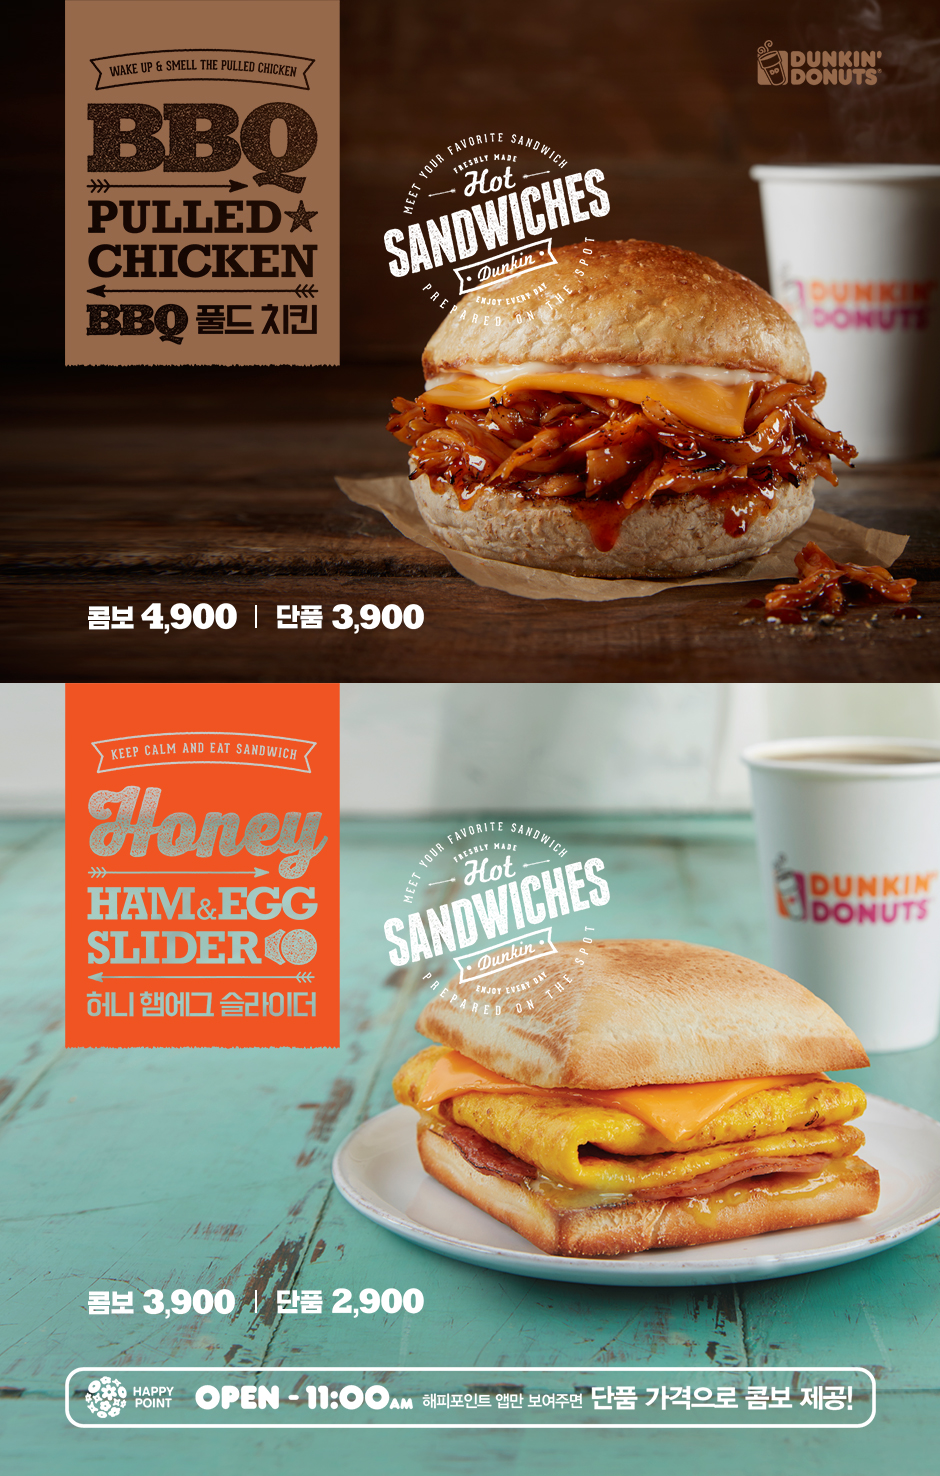 WAKE UP & SMELL THE PULLED CHICKEN
BBQ
PULLED
CHICKEN
BBQ 풀드 치킨
DUNKIN'
DONUTS
MEET YOUR FAVORITE SANDWICH
FRESHLY MADE
Hot
SANDWICHES
Dunkin
ENJOY EVERY DAY
PREPARED ON THE SPOT
DUNKIN'
DONUTS
콤보 4,900 | 단품 3,900
KEEP CALM AND EAT SANDWICH
Honey
HAM&EGG
SLIDER
허니 햄에그 슬라이더
MEET YOUR FAVORITE SANDWICH
FRESHLY MADE
Hot
SANDWICHES
Dunkin
ENJOY EVERY DAY
PREPARED ON THE SPOT
DUNKIN'
DONUTS
콤보 3,900 | 단품 2,900
HAPPY
POINT
OPEN - 11:00AM 해피포인트 앱만 보여주면 단품 가격으로 콤보 제공!